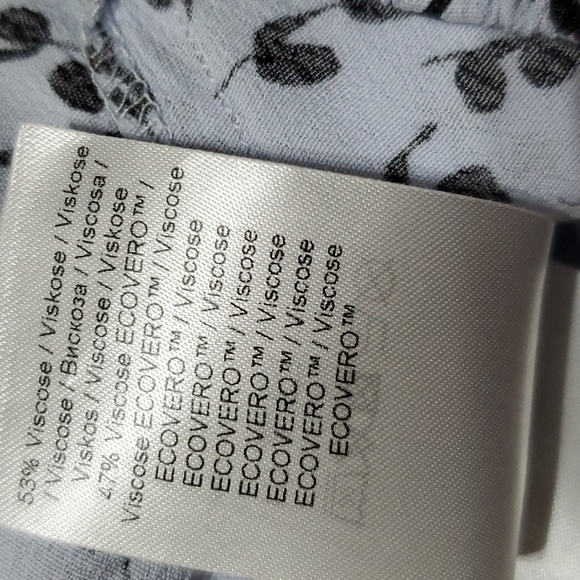 53% Viscose / Viskose / Viskose
/ Viscose / Вискоза / Viscosa /
Viskos / Viscose / Viskose
47% Viscose ECOVERO™ /
Viscose ECOVERO™ / Viscose
ECOVERO™ / Viscose
ECOVERO™ / Viscose
ECOVERO™ / Viscose
ECOVERO™ / Viscose
ECOVERO™ / Viscose
ECOVERO™ / Viscose
ECOVERO™